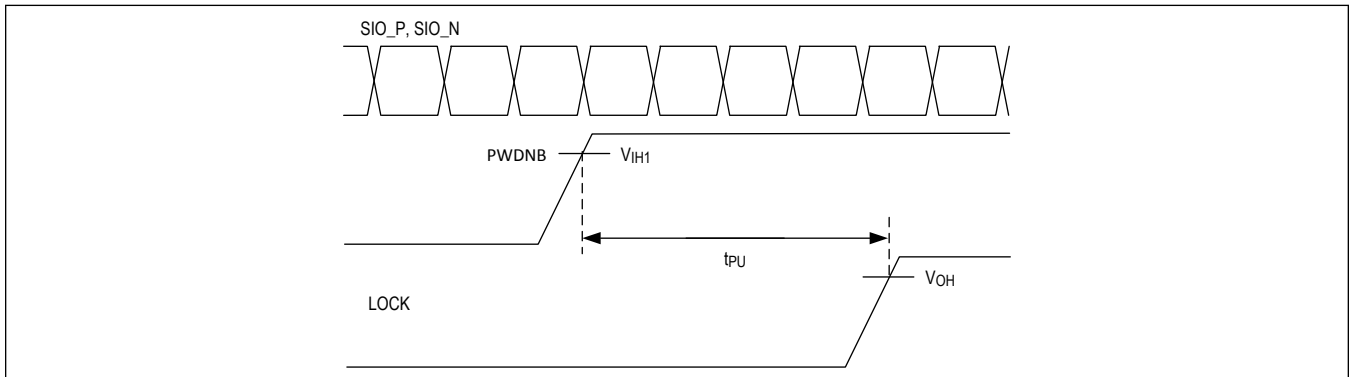 SIO_P, SIO_N
PWDNB
VIH1
tPU
VOH
LOCK